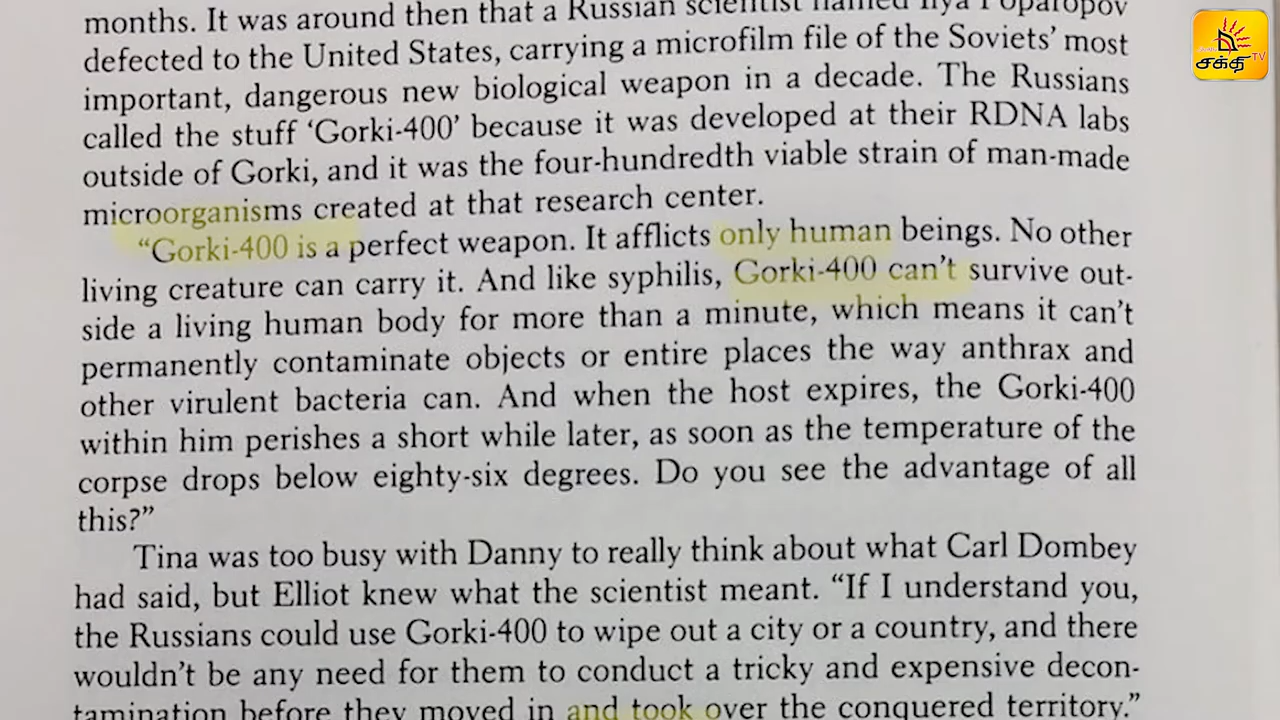 months. It was around then that a Russian scientist named Ilya Poparopov
defected to the United States, carrying a microfilm file of the Soviets’ most
important, dangerous new biological weapon in a decade. The Russians
called the stuff ‘Gorki-400’ because it was developed at their RDNA labs
outside of Gorki, and it was the four-hundredth viable strain of man-made
microorganisms created at that research center.
“Gorki-400 is a perfect weapon. It afflicts only human beings. No other
living creature can carry it. And like syphilis, Gorki-400 can’t survive out-
side a living human body for more than a minute, which means it can’t
permanently contaminate objects or entire places the way anthrax and
other virulent bacteria can. And when the host expires, the Gorki-400
within him perishes a short while later, as soon as the temperature of the
corpse drops below eighty-six degrees. Do you see the advantage of all
this?”
Tina was too busy with Danny to really think about what Carl Dombey
had said, but Elliot knew what the scientist meant. “If I understand you,
the Russians could use Gorki-400 to wipe out a city or a country, and there
wouldn’t be any need for them to conduct a tricky and expensive decon-
tamination before they moved in and took over the conquered territory.”
சக்தி TV